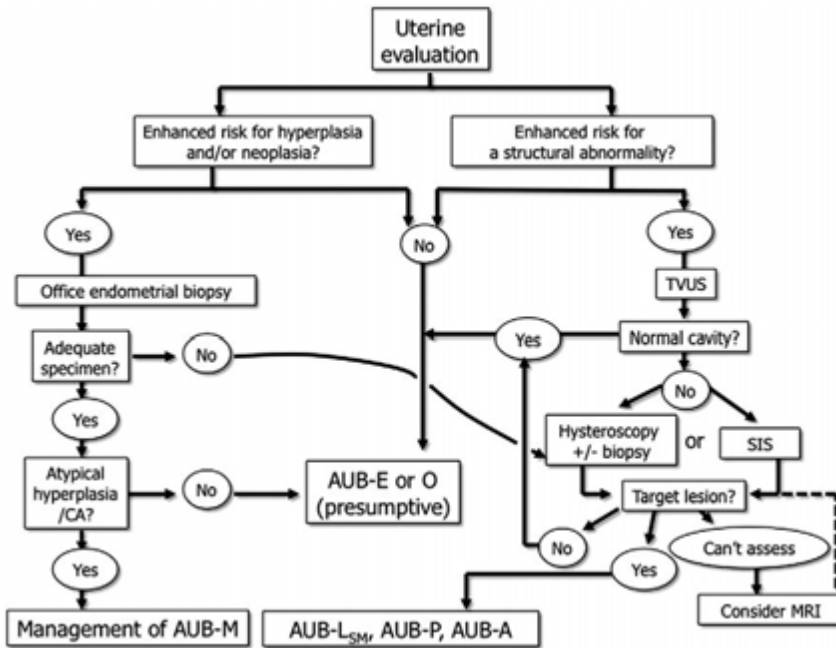 Uterine
evaluation
Enhanced risk for hyperplasia
and/or neoplasia?
Enhanced risk for
a structural abnormality?
Yes
No
Yes
Office endometrial biopsy
TVUS
Adequate
specimen?
No
Yes
Normal cavity?
Yes
No
Hysteroscopy
+/- biopsy
or
SIS
Atypical
hyperplasia
/CA?
No
AUB-E or O
(presumptive)
Target lesion?
No
Yes
Can't assess
Yes
Consider MRI
Management of AUB-M
AUB-LSM, AUB-P, AUB-A